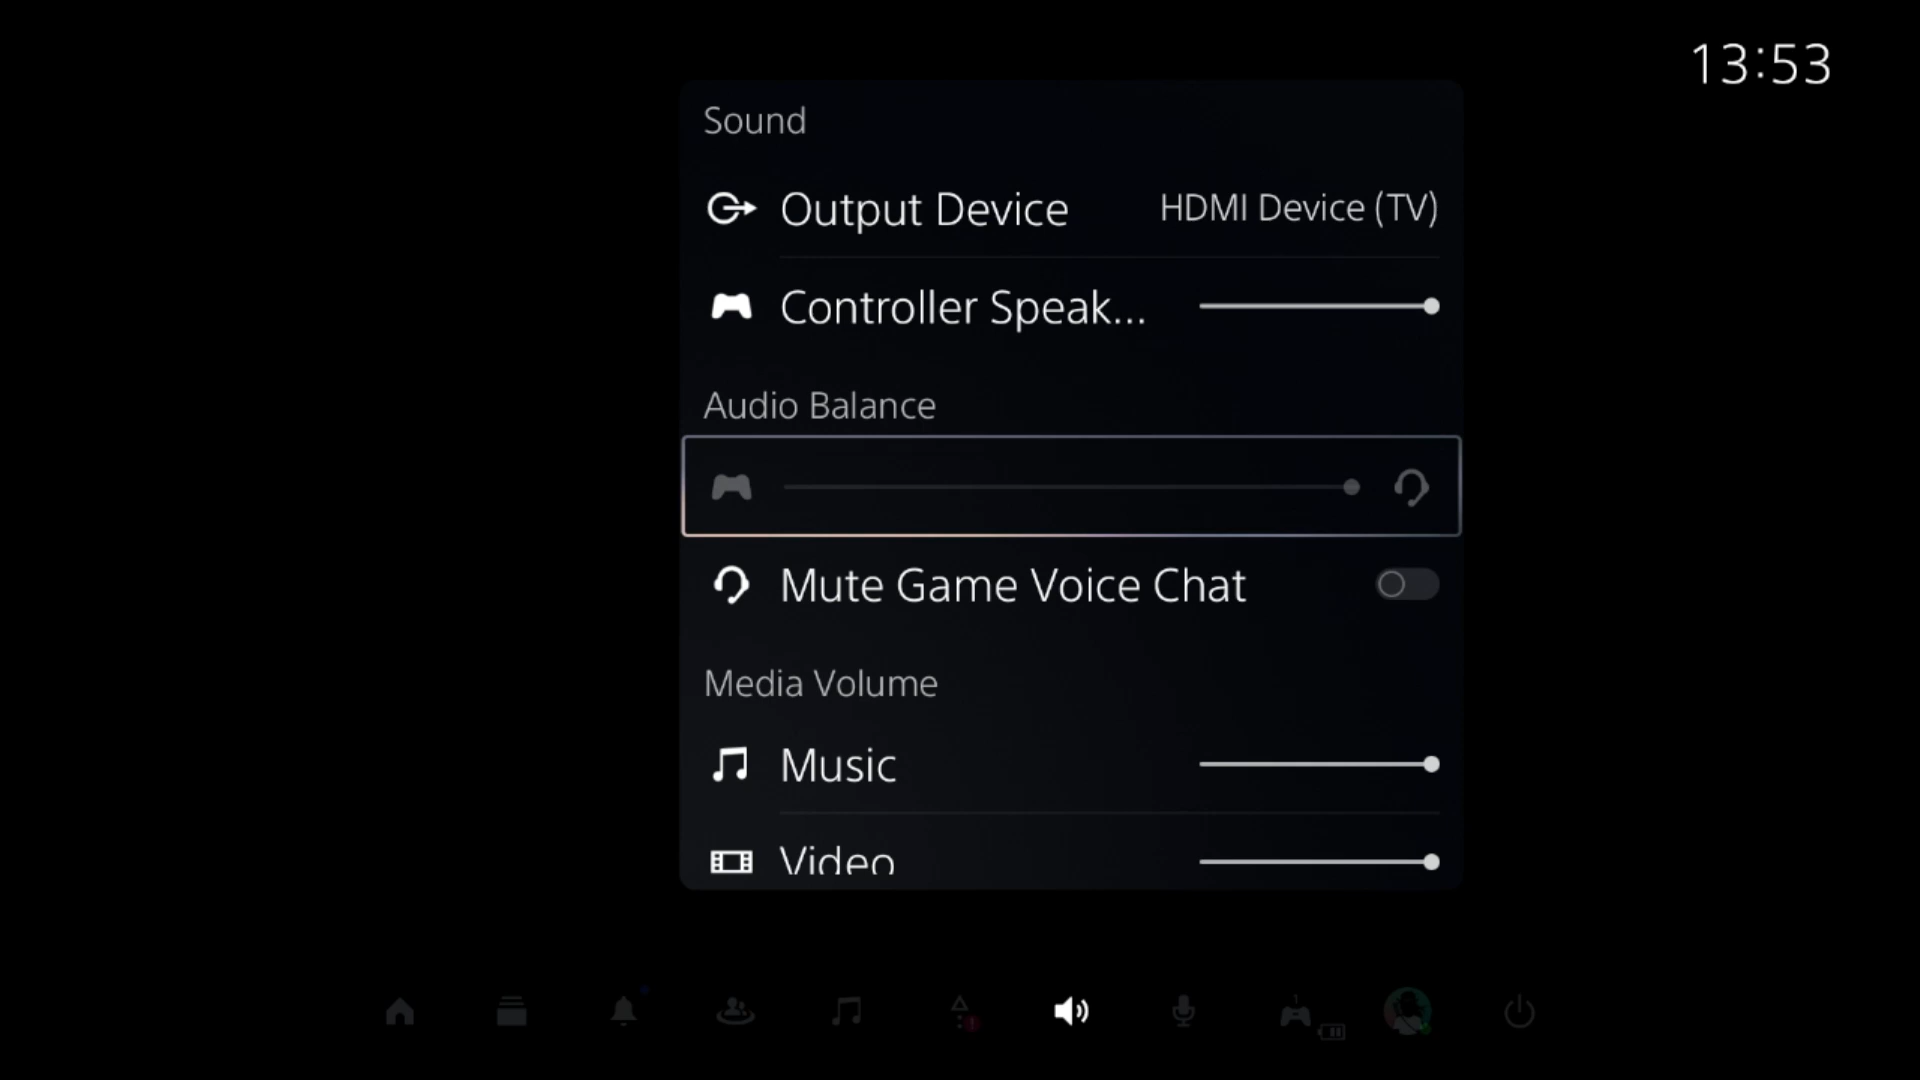 13:53
Sound
Output Device HDMI Device (TV)
Controller Speak...
Audio Balance
Mute Game Voice Chat
Media Volume
Music
Video